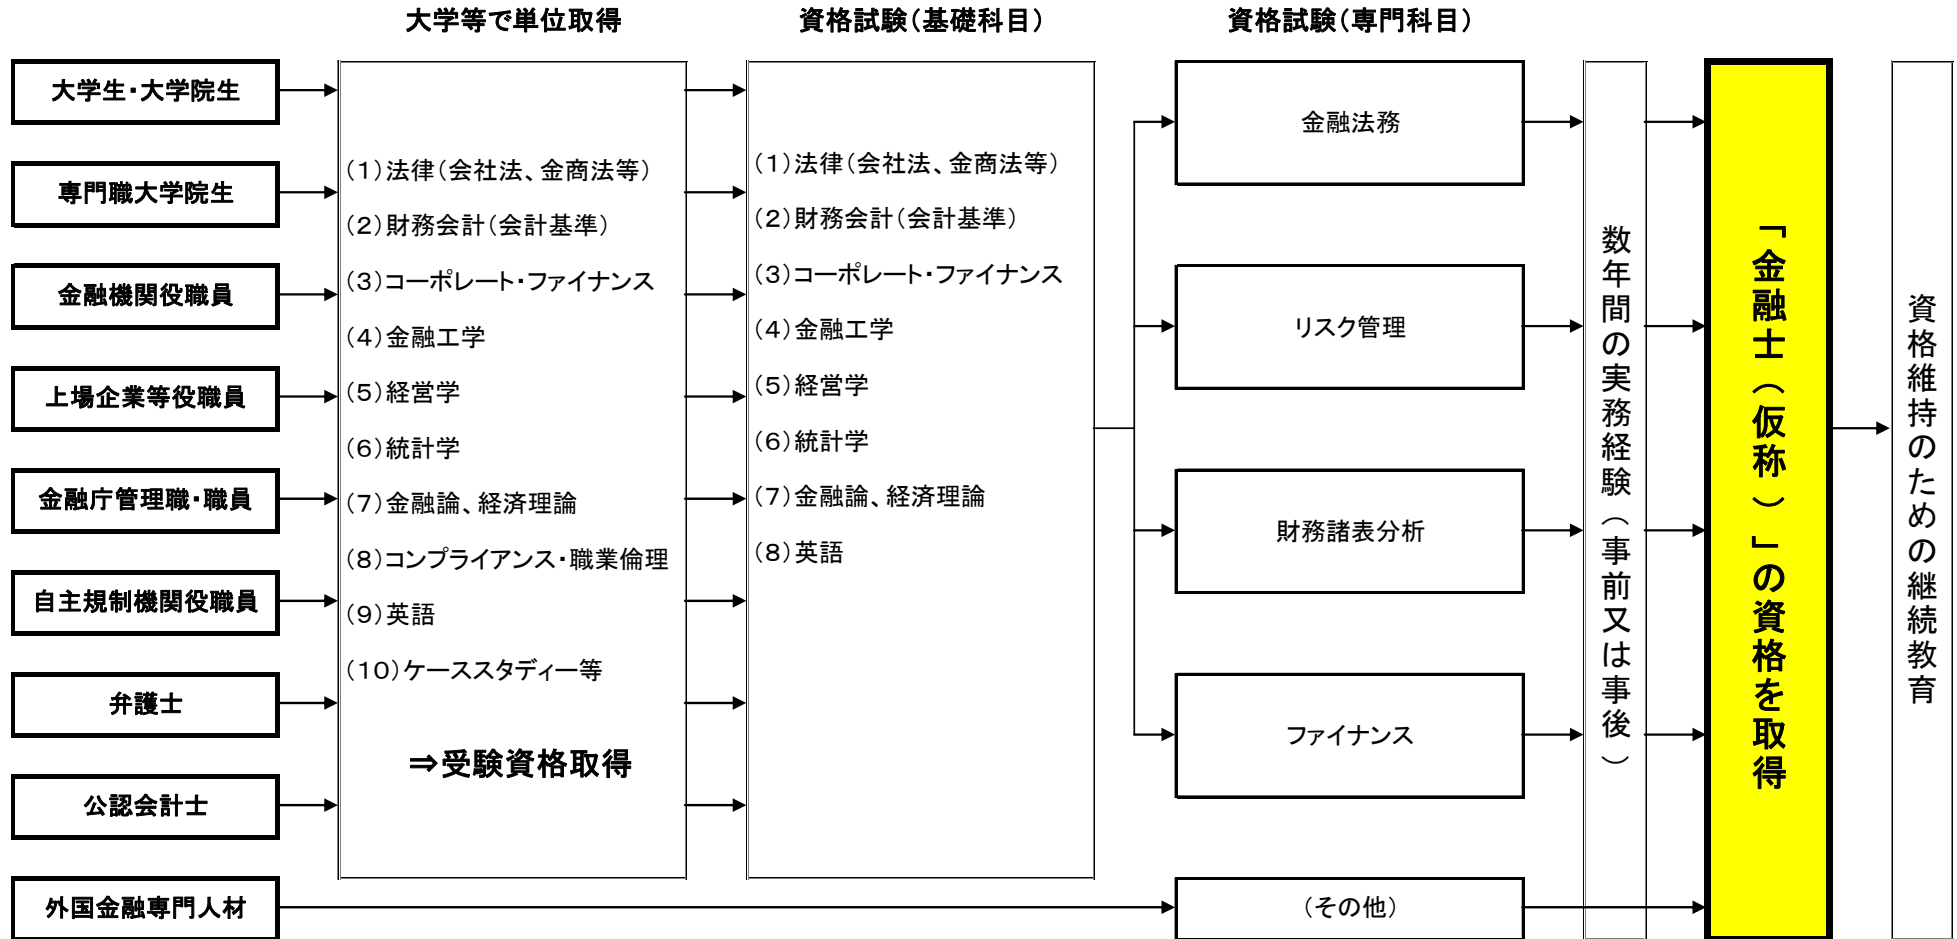 大学等で単位取得
資格試験(基礎科目)
資格試験(専門科目)
大学生・大学院生
専門職大学院生
金融機関役職員
上場企業等役職員
金融庁管理職・職員
自主規制機関役職員
弁護士
公認会計士
外国金融専門人材
(1)法律(会社法、金商法等)
(2)財務会計(会計基準)
(3)コーポレート・ファイナンス
(4)金融工学
(5)経営学
(6)統計学
(7)金融論、経済理論
(8)コンプライアンス・職業倫理
(9)英語
(10)ケーススタディー等
⇒受験資格取得
(1)法律(会社法、金商法等)
(2)財務会計(会計基準)
(3)コーポレート・ファイナンス
(4)金融工学
(5)経営学
(6)統計学
(7)金融論、経済理論
(8)英語
金融法務
リスク管理
財務諸表分析
ファイナンス
(その他)
数年間の実務経験(事前又は事後)
「金融士(仮称)」の資格を取得
資格維持のための継続教育